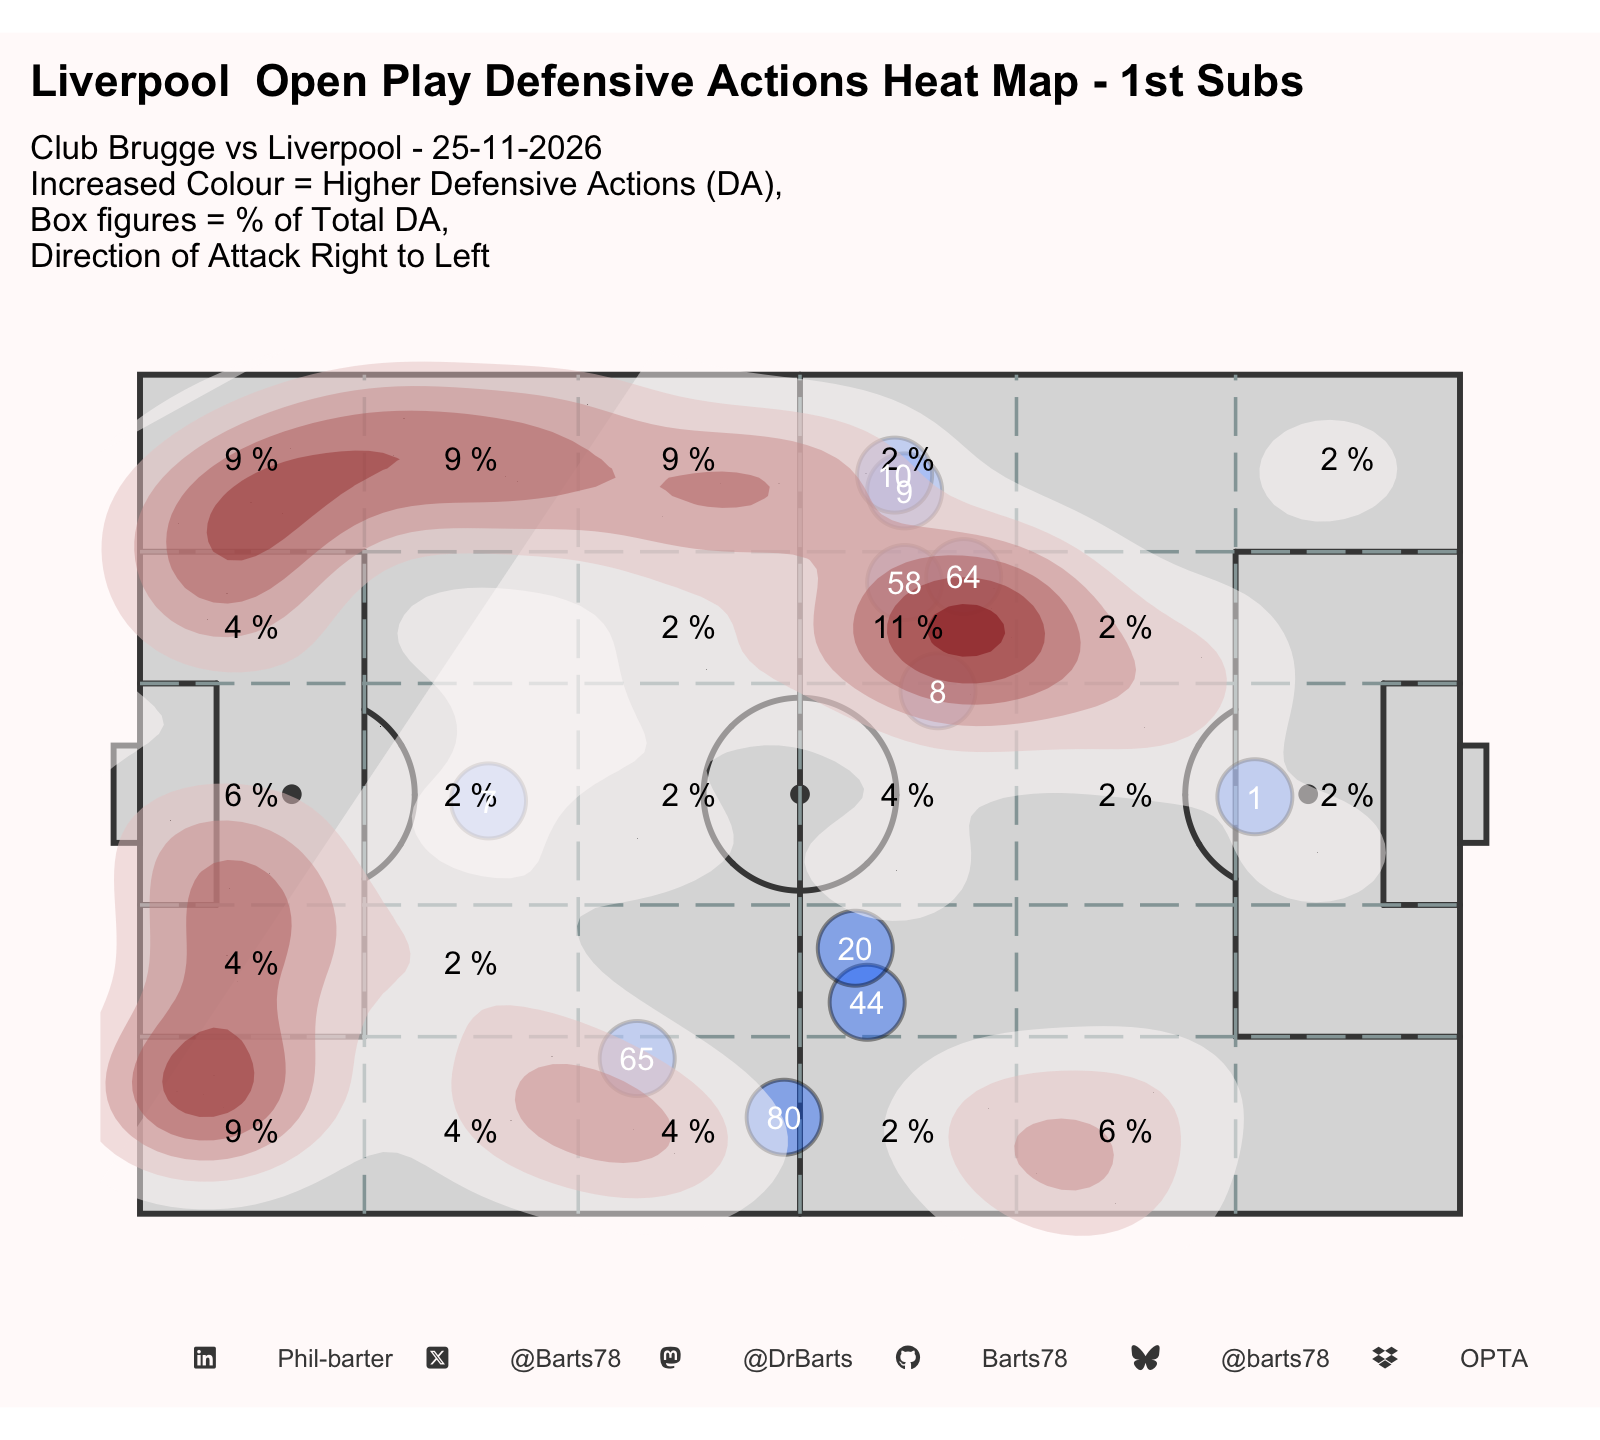 Liverpool  Open Play Defensive Actions Heat Map - 1st Subs
Club Brugge vs Liverpool - 25-11-2026
Increased Colour = Higher Defensive Actions (DA),
Box figures = % of Total DA,
Direction of Attack Right to Left
9 % 9 % 9 % 2 % 2 %
10
9
58 64
4 % 2 % 11 % 2 %
8
6 % 2 % 2 % 4 % 2 % 2 %
7 1
20
4 % 2 %
44
65
80
9 % 4 % 4 % 2 % 6 %
Phil-barter @Barts78 @DrBarts Barts78 @barts78 OPTA